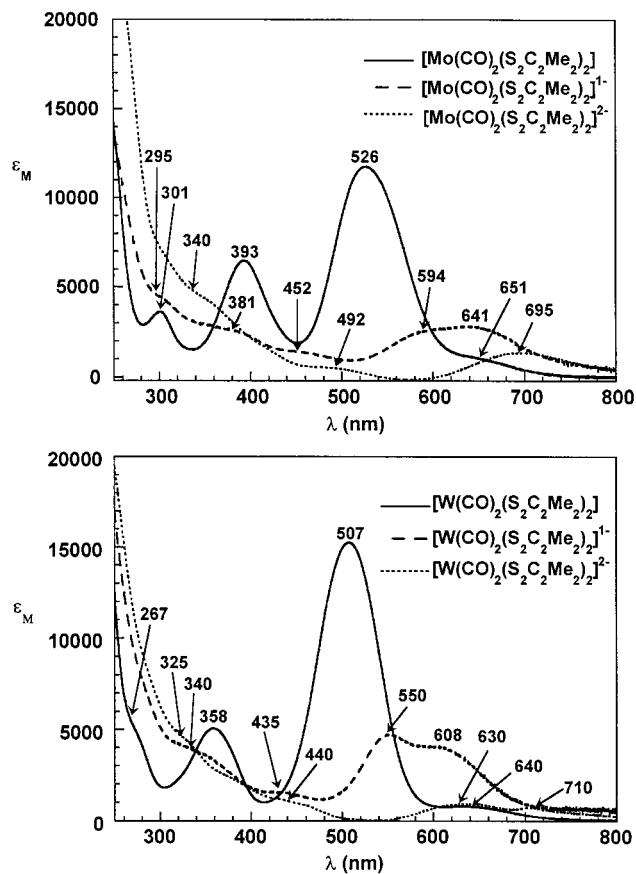 20000
[Mo(CO)₂(S₂C₂Me₂)₂]
[Mo(CO)₂(S₂C₂Me₂)₂]¹⁻
[Mo(CO)₂(S₂C₂Me₂)₂]²⁻
15000
526
295
ε_M
10000
301
340
393
452
594
651
381
641
695
5000
492
0
300 400 500 600 700 800
λ (nm)
20000
[W(CO)₂(S₂C₂Me₂)₂]
507
[W(CO)₂(S₂C₂Me₂)₂]¹⁻
15000
[W(CO)₂(S₂C₂Me₂)₂]²⁻
ε_M
267
10000
325
340
550
358
435
608
630
440
640
5000
710
0
300 400 500 600 700 800
λ (nm)